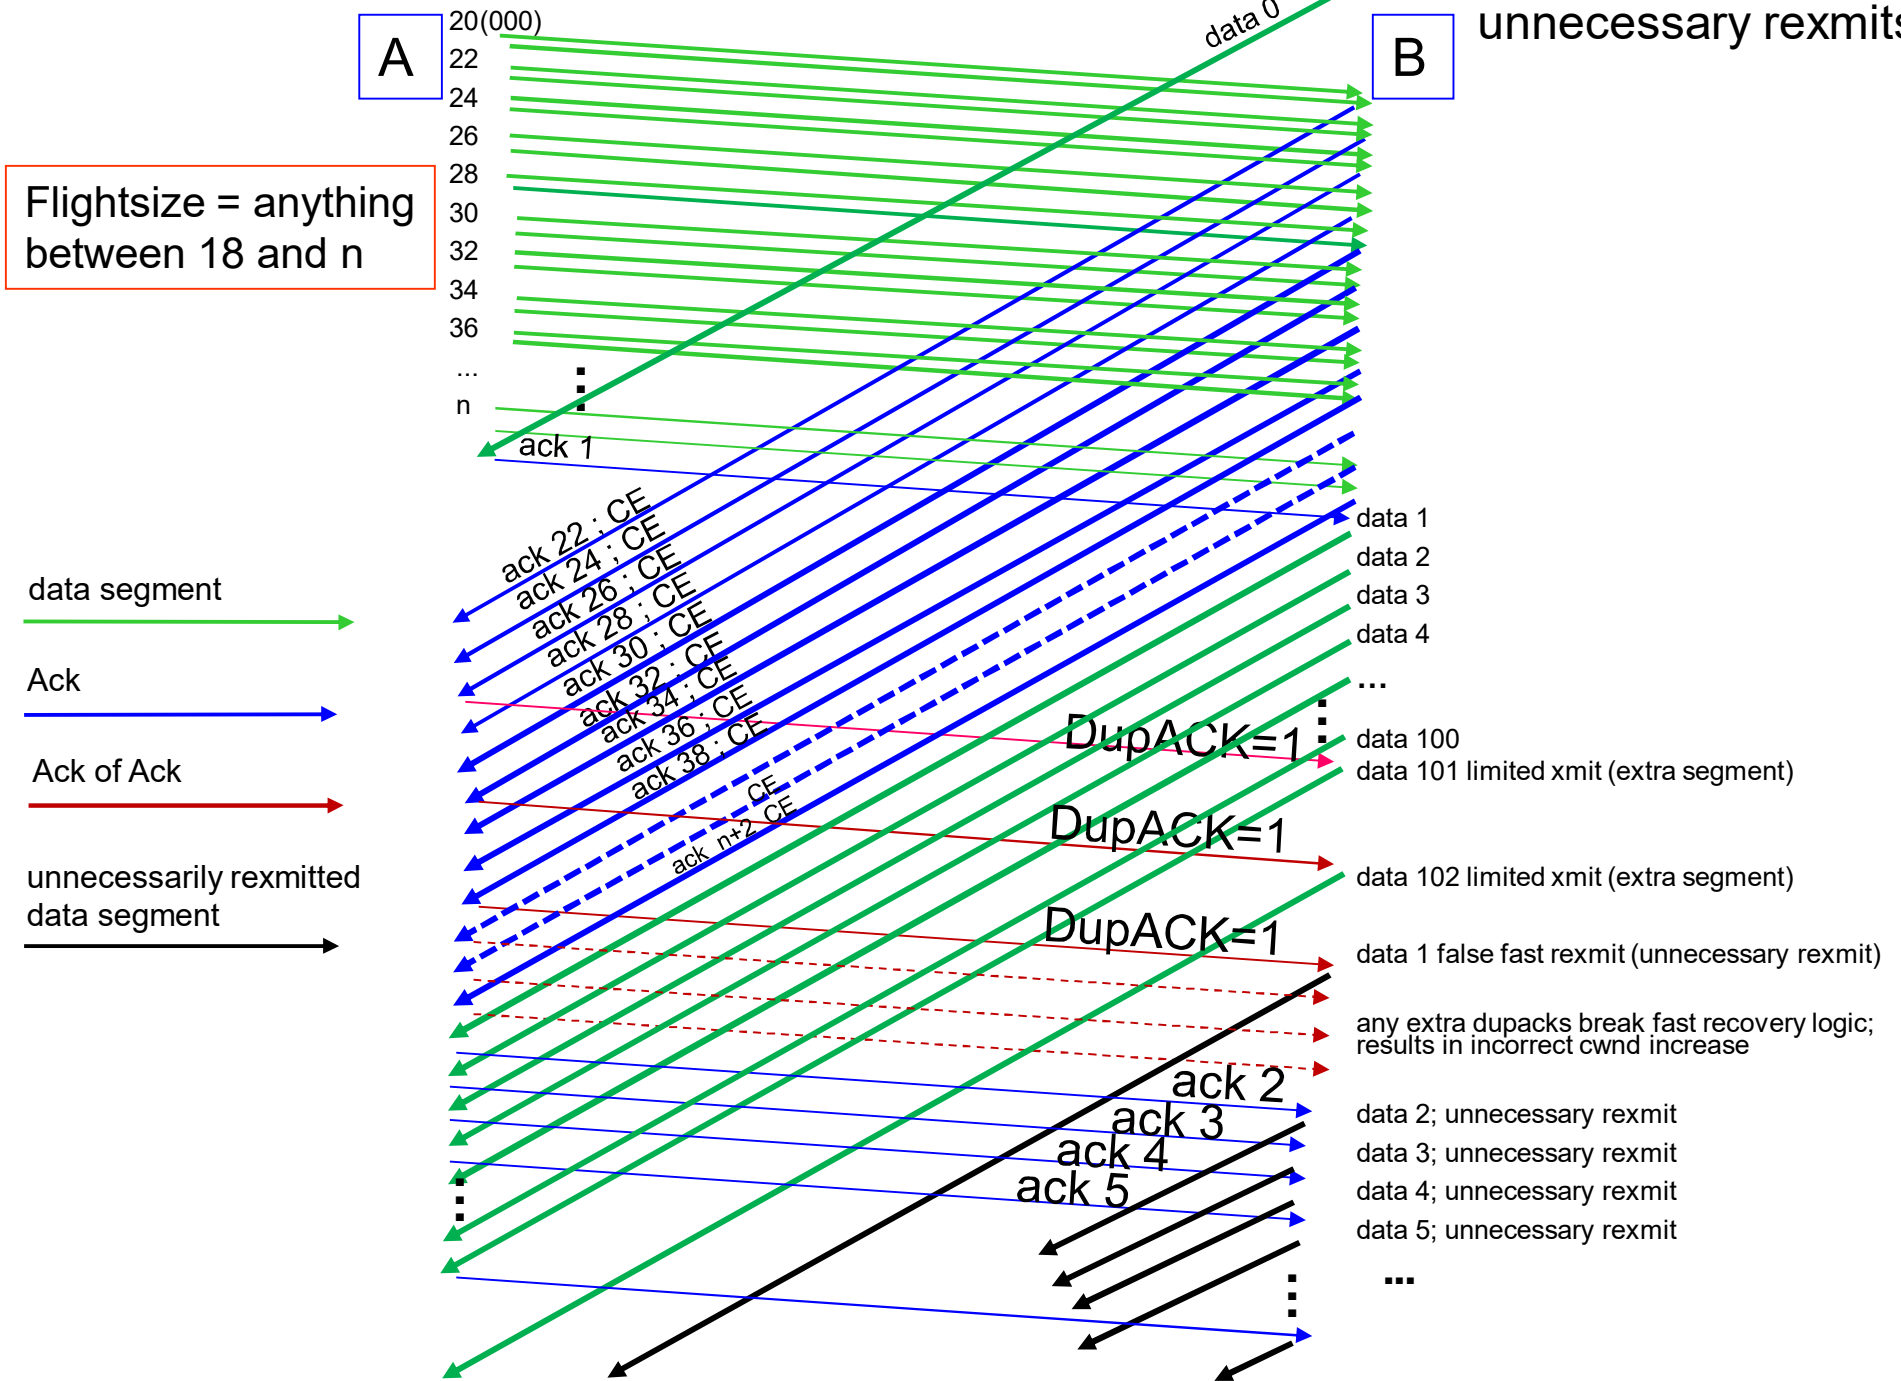 unnecessary rexmits
A
B
data 0
20(000)
22
24
26
28
30
32
34
36
...
n
Flightsize = anything
between 18 and n
ack 1
ack 22 ; CE
ack 24 ; CE
ack 26 ; CE
ack 28 ; CE
ack 30 ; CE
ack 32 ; CE
ack 34 ; CE
ack 36 ; CE
ack 38 ; CE
CE
ack n+2 CE
data segment
Ack
Ack of Ack
unnecessarily rexmitted
data segment
data 1
data 2
data 3
data 4
...
DupACK=1
data 100
data 101 limited xmit (extra segment)
DupACK=1
data 102 limited xmit (extra segment)
DupACK=1
data 1 false fast rexmit (unnecessary rexmit)
any extra dupacks break fast recovery logic;
results in incorrect cwnd increase
ack 2
ack 3
ack 4
ack 5
data 2; unnecessary rexmit
data 3; unnecessary rexmit
data 4; unnecessary rexmit
data 5; unnecessary rexmit
...